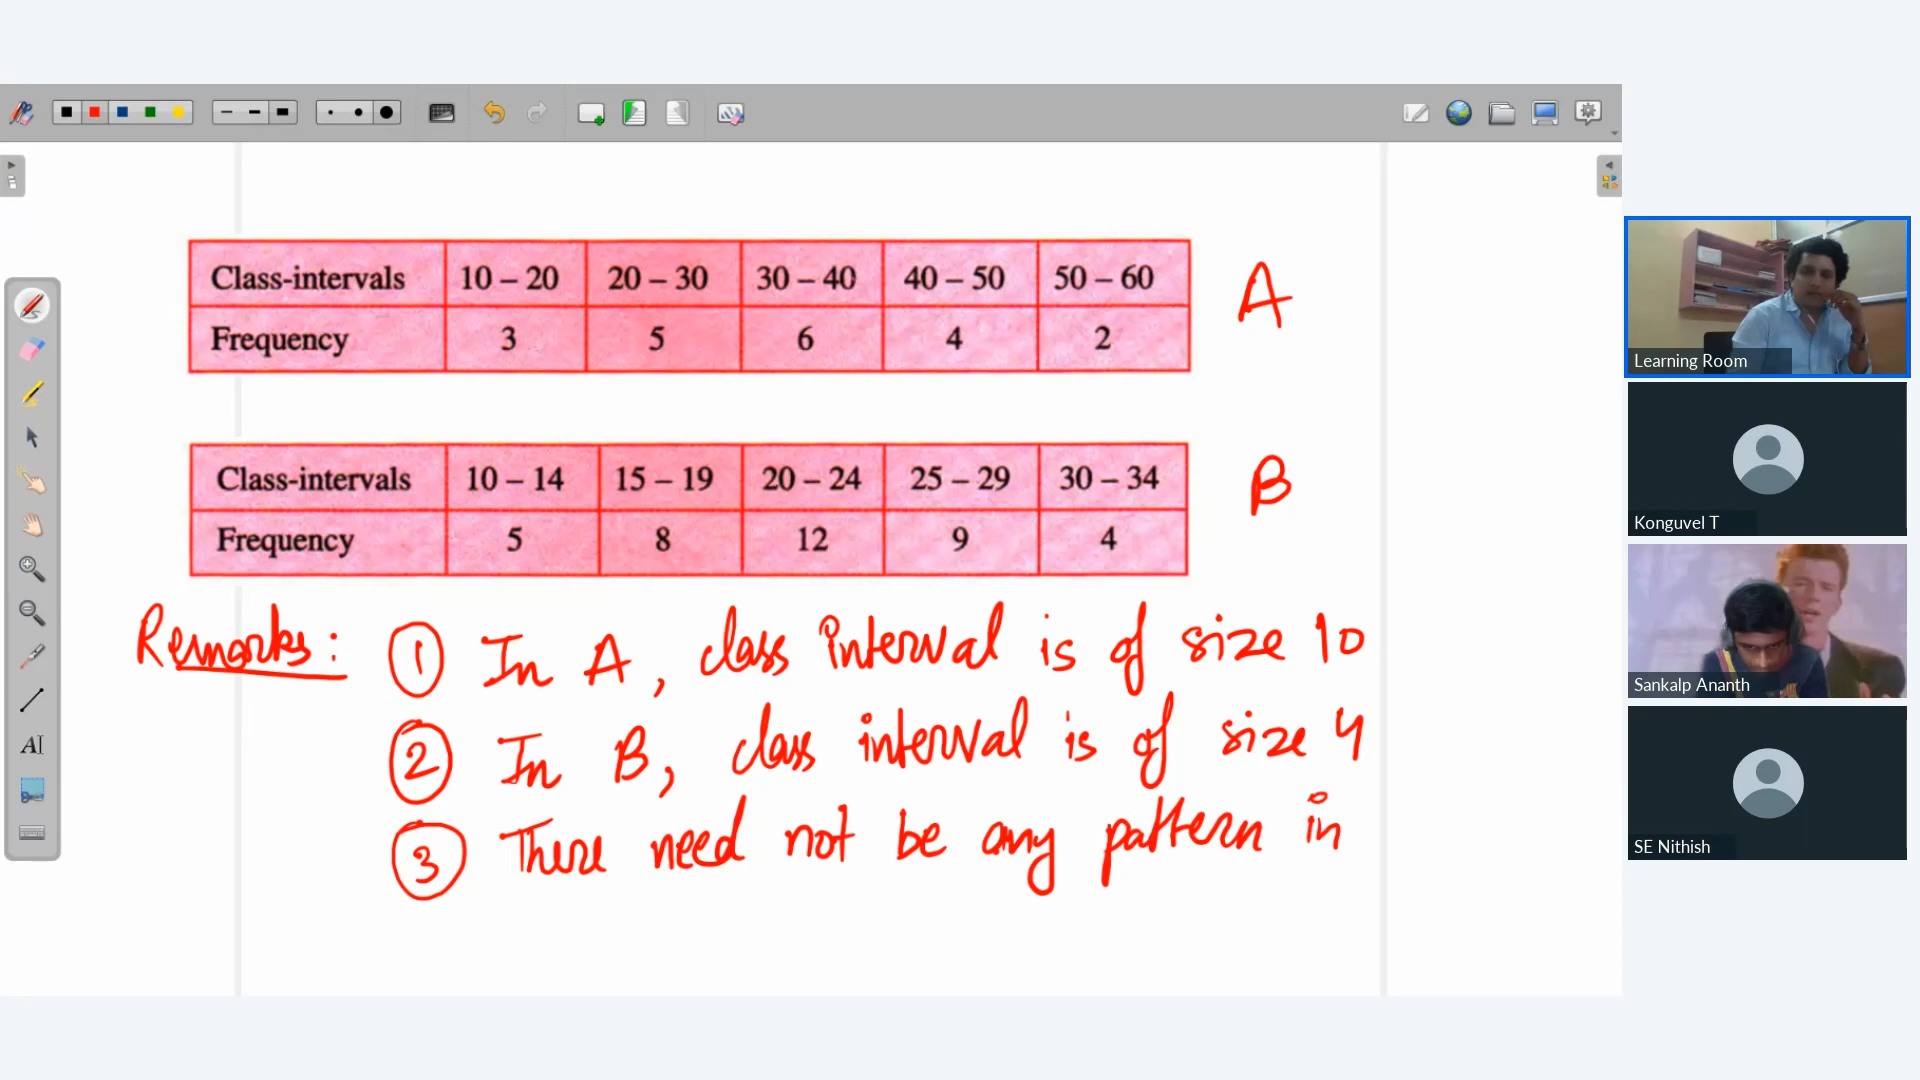 Class-intervals 10 – 20 20 – 30 30 – 40 40 – 50 50 – 60
Frequency 3 5 6 4 2
A
Class-intervals 10 – 14 15 – 19 20 – 24 25 – 29 30 – 34
Frequency 5 8 12 9 4
B
Remarks: ① In A, class interval is of size 10
② In B, class interval is of size 4
③ There need not be any pattern in
AI
Learning Room
Konguvel T
Sankalp Ananth
SE Nithish